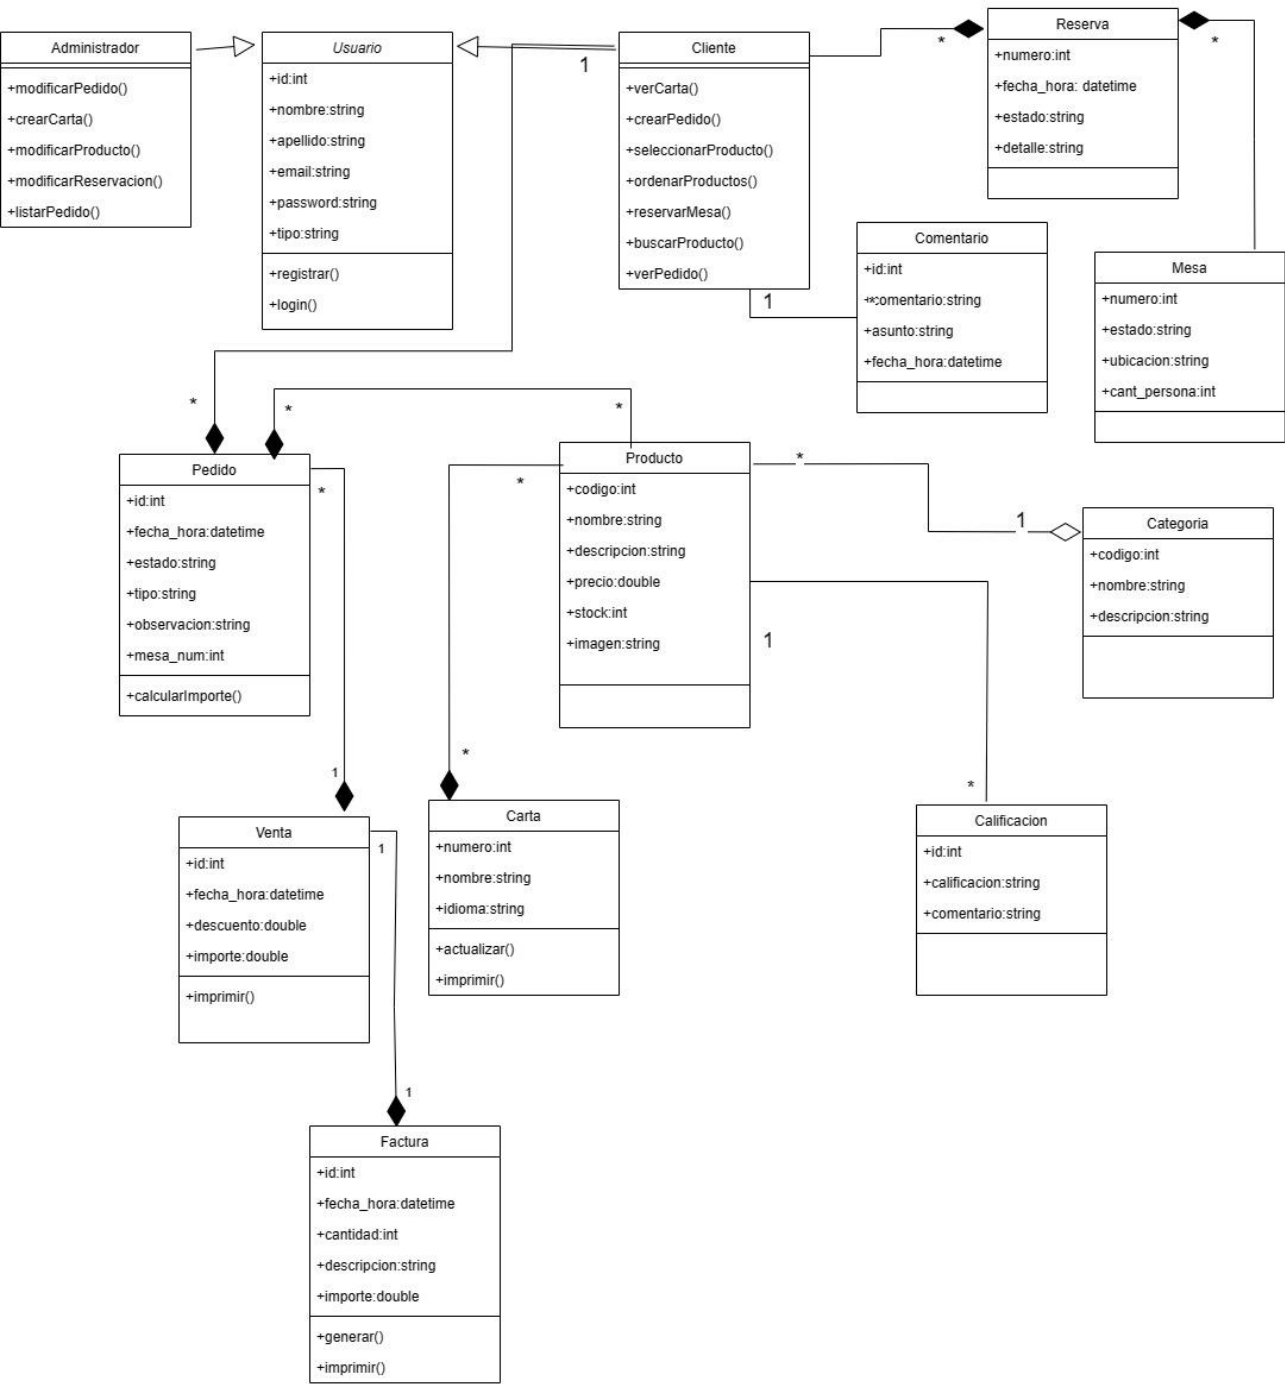 Administrador
+modificarPedido()
+crearCarta()
+modificarProducto()
+modificarReservacion()
+listarPedido()
Usuario
+id:int
+nombre:string
+apellido:string
+email:string
+password:string
+tipo:string
+registrar()
+login()
1
Cliente
+verCarta()
+crearPedido()
+seleccionarProducto()
+ordenarProductos()
+reservarMesa()
+buscarProducto()
+verPedido()
1
*
Reserva
+numero:int
+fecha_hora: datetime
+estado:string
+detalle:string
*
Comentario
+id:int
+comentario:string
*
+asunto:string
+fecha_hora:datetime
Mesa
+numero:int
+estado:string
+ubicacion:string
+cant_persona:int
*
*
*
Pedido
+id:int
+fecha_hora:datetime
+estado:string
+tipo:string
+observacion:string
+mesa_num:int
+calcularImporte()
*
1
*
Producto
+codigo:int
+nombre:string
+descripcion:string
+precio:double
+stock:int
+imagen:string
*
1
Categoria
+codigo:int
+nombre:string
+descripcion:string
1
*
*
Venta
+id:int
+fecha_hora:datetime
+descuento:double
+importe:double
+imprimir()
1
Carta
+numero:int
+nombre:string
+idioma:string
+actualizar()
+imprimir()
Calificacion
+id:int
+calificacion:string
+comentario:string
1
Factura
+id:int
+fecha_hora:datetime
+cantidad:int
+descripcion:string
+importe:double
+generar()
+imprimir()